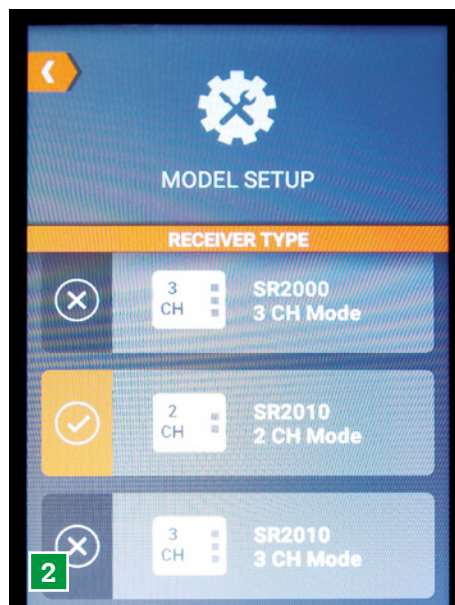 MODEL SETUP
RECEIVER TYPE
3
CH
SR2000
3 CH Mode
2
CH
SR2010
2 CH Mode
3
CH
SR2010
3 CH Mode
2